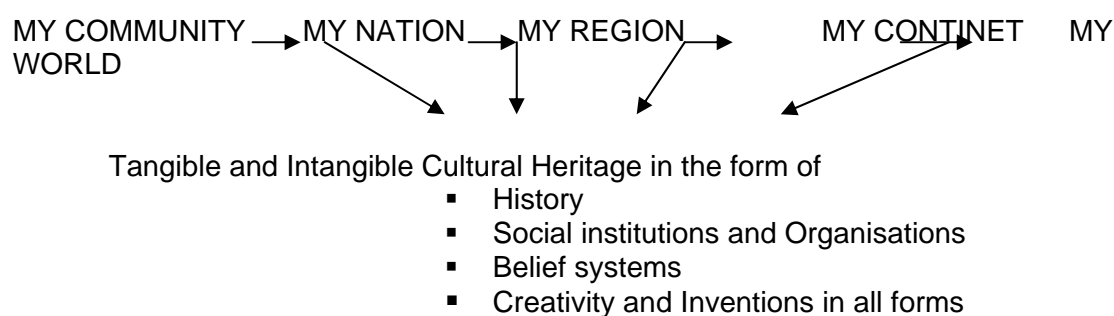 MY COMMUNITY MY NATION MY REGION MY CONTINET MY
WORLD
Tangible and Intangible Cultural Heritage in the form of
▪ History
▪ Social institutions and Organisations
▪ Belief systems
▪ Creativity and Inventions in all forms